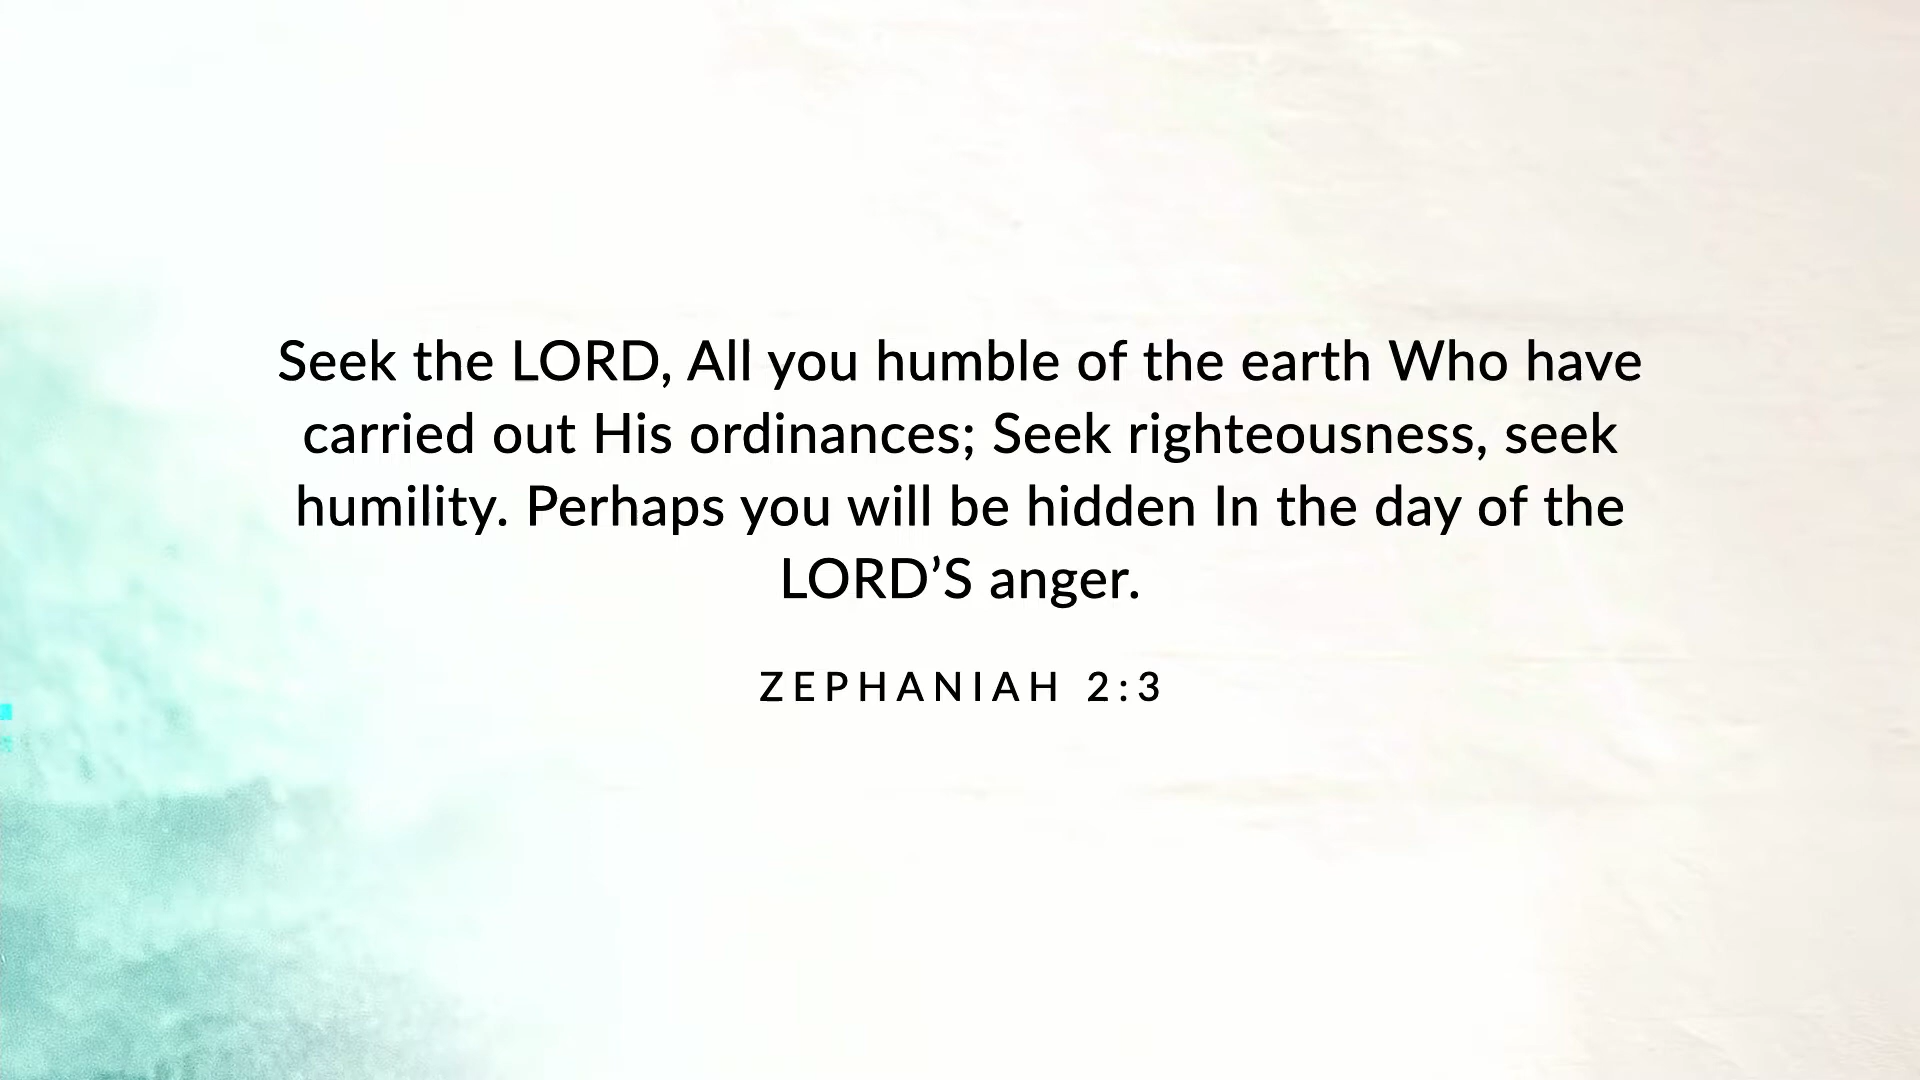 Seek the LORD, All you humble of the earth Who have
carried out His ordinances; Seek righteousness, seek
humility. Perhaps you will be hidden In the day of the
LORD’S anger.
ZEPHANIAH 2:3